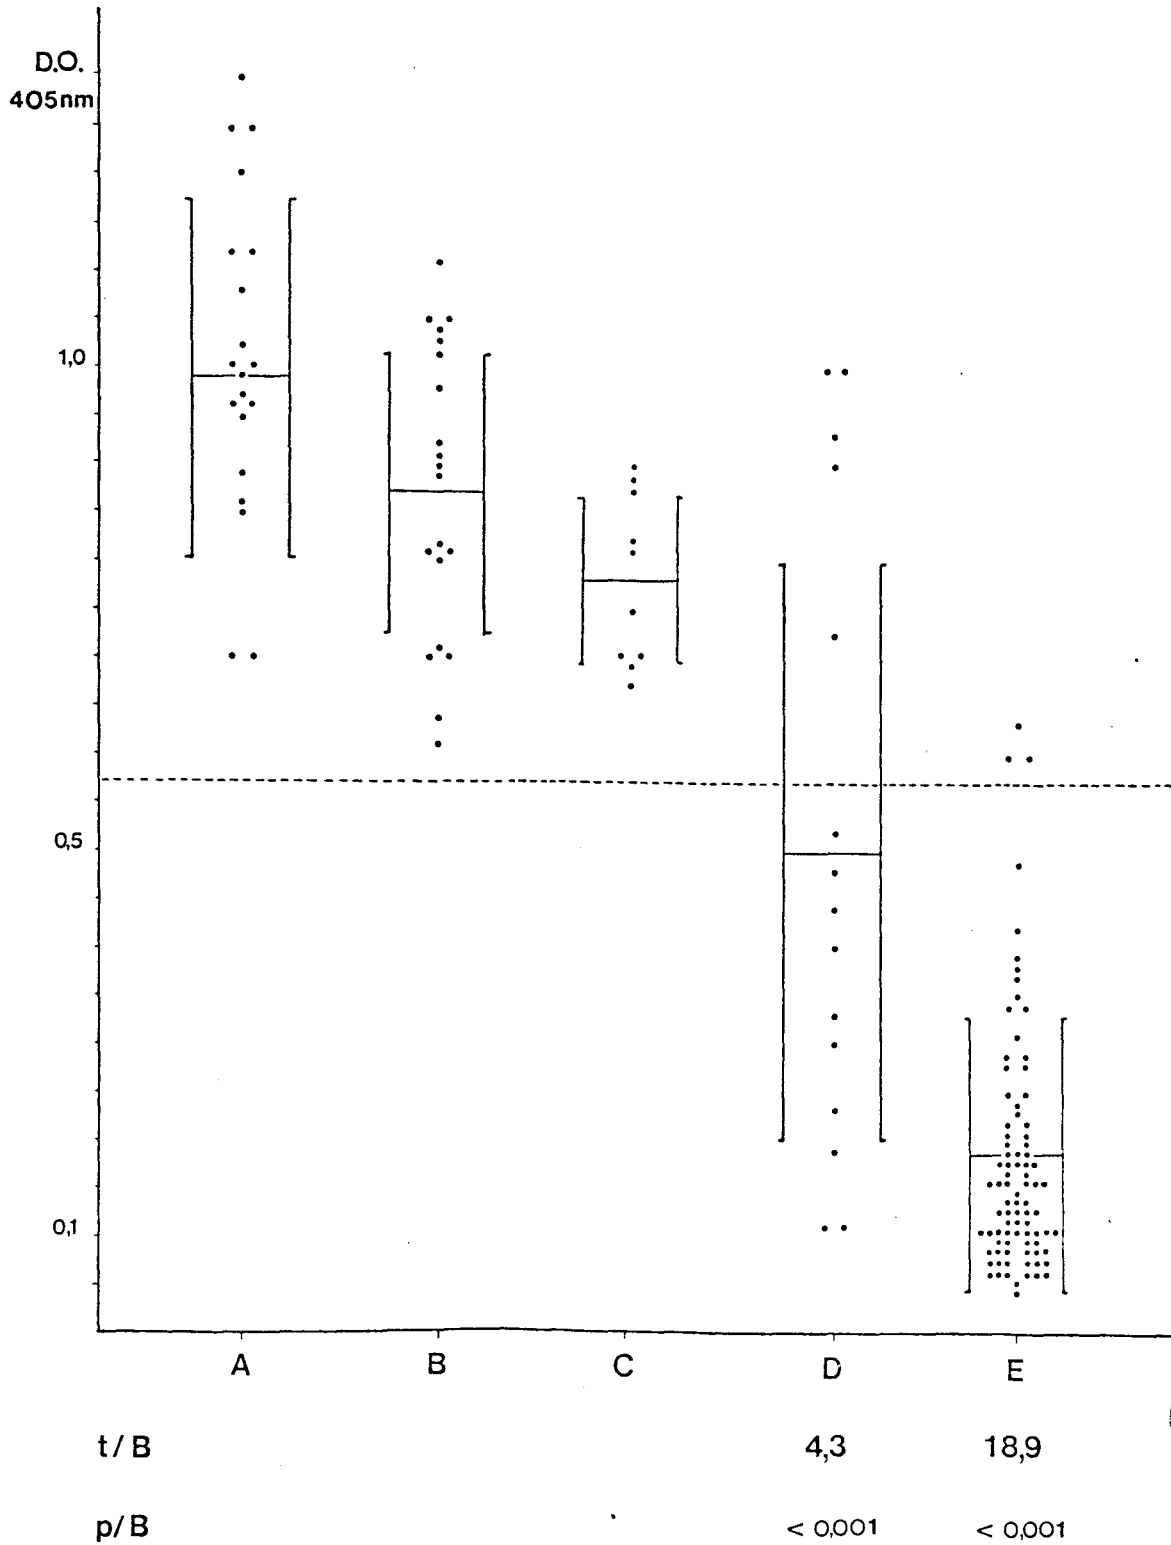 D.O.
405nm
1,0
0,5
0,1
A B C D E
t/B 4,3 18,9
p/B < 0,001 < 0,001